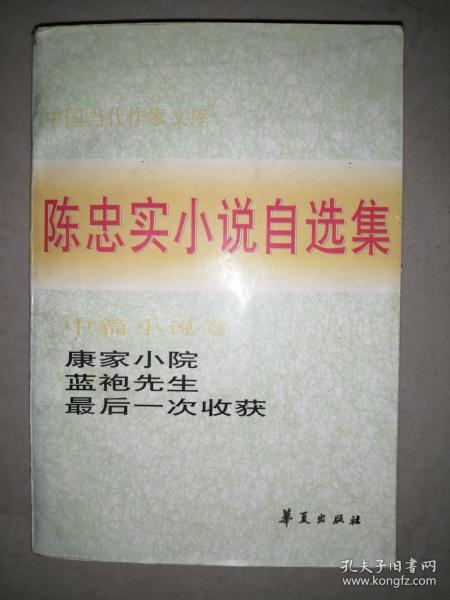 中国当代作家文库
陈忠实小说自选集
中篇小说卷
康家小院
蓝袍先生
最后一次收获
华夏出版社
孔夫子旧书网
www.kongfz.com